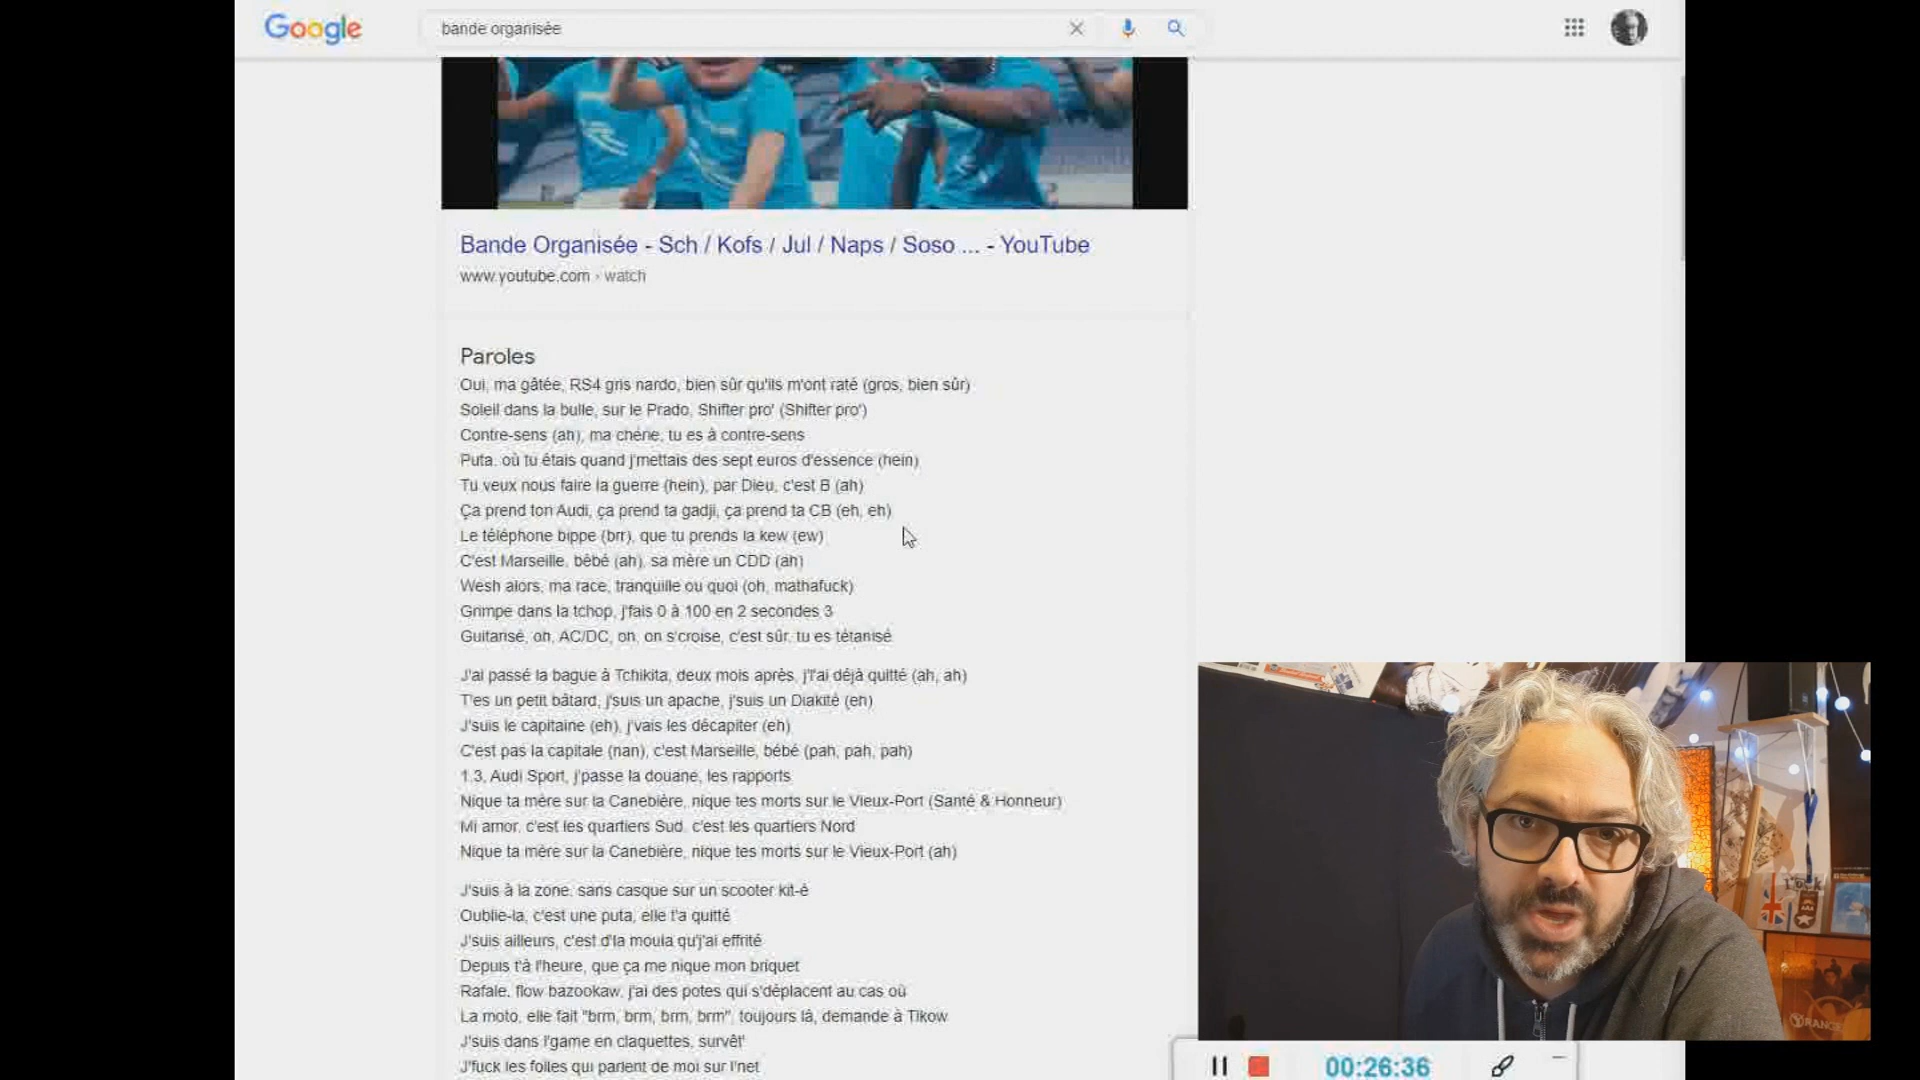 Google
bande organisée
Bande Organisée - Sch / Kofs / Jul / Naps / Soso ... - YouTube
www.youtube.com › watch
Paroles
Oui, ma gâtée, RS4 gris nardo, bien sûr qu'ils m'ont raté (gros, bien sûr)
Soleil dans la bulle, sur le Prado, Shifter pro' (Shifter pro')
Contre-sens (ah), ma chérie, tu es à contre-sens
Puta, où tu étais quand j'mettais des sept euros d'essence (hein)
Tu veux nous faire la guerre (hein), par Dieu, c'est B (ah)
Ça prend ton Audi, ça prend ta gadji, ça prend ta CB (eh, eh)
Le téléphone bippe (brr), que tu prends la kew (ew)
C'est Marseille, bébé (ah), sa mère un CDD (ah)
Wesh alors, ma race, tranquille ou quoi (oh, mathafuck)
Grimpe dans la tchop, j'fais 0 à 100 en 2 secondes 3
Guitarisé, oh, AC/DC, on, on s'croise, c'est sûr, tu es tétanisé
J'ai passé la bague à Tchikita, deux mois après, j'l'ai déjà quitté (ah, ah)
T'es un petit bâtard, j'suis un apache, j'suis un Diakité (eh)
J'suis le capitaine (eh), j'vais les décapiter (eh)
C'est pas la capitale (nan), c'est Marseille, bébé (pah, pah, pah)
1.3, Audi Sport, j'passe la douane, les rapports
Nique ta mère sur la Canebière, nique tes morts sur le Vieux-Port (Santé & Honneur)
Mi amor, c'est les quartiers Sud, c'est les quartiers Nord
Nique ta mère sur la Canebière, nique tes morts sur le Vieux-Port (ah)
J'suis à la zone, sans casque sur un scooter kit-é
Oublie-la, c'est une puta, elle t'a quitté
J'suis ailleurs, c'est d'la moula qu'j'ai effrité
Depuis t'à l'heure, que ça me nique mon briquet
Rafale, flow bazookaw, j'ai des potes qui s'déplacent au cas où
La moto, elle fait "brm, brm, brm, brm", toujours là, demande à Tikow
J'suis dans l'game en claquettes, survêt'
J'fuck les folles qui parlent de moi sur l'net
00:26:36